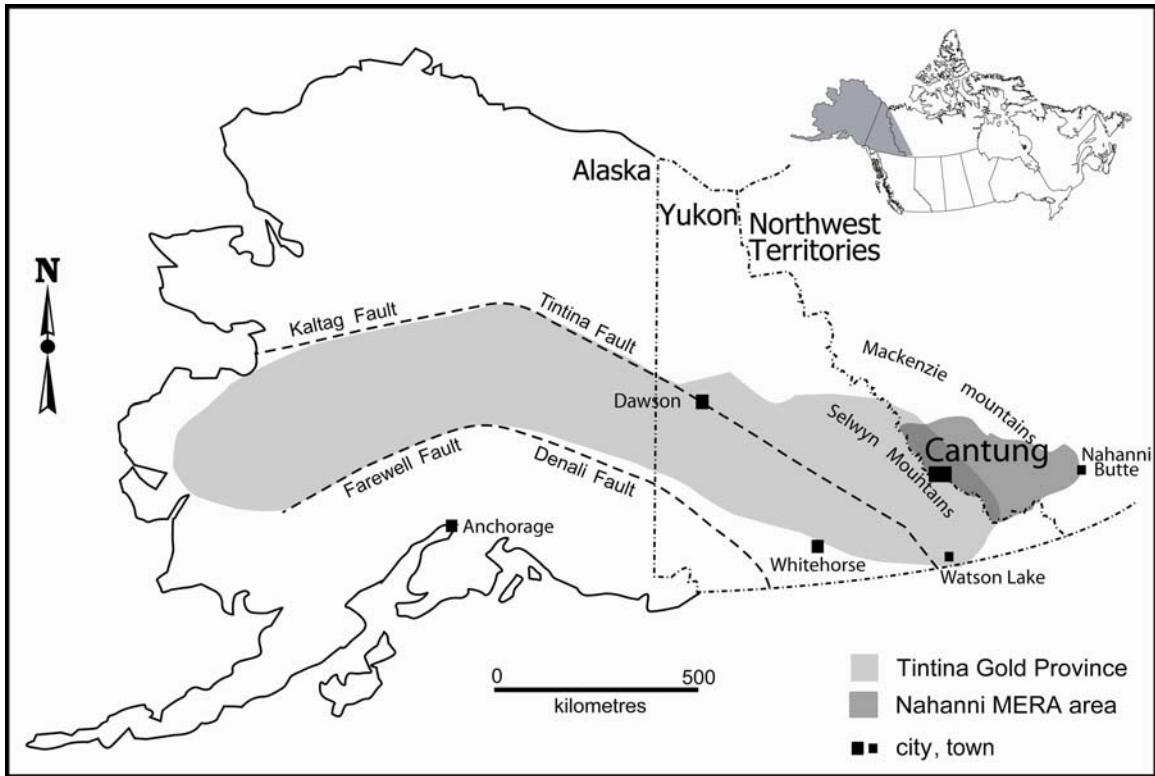 Alaska
Yukon
Northwest
Territories
N
Kaltag Fault
Tintina Fault
Mackenzie mountains
Dawson
Selwyn
Mountains
Cantung
Nahanni
Butte
Farewell Fault
Denali Fault
Anchorage
Whitehorse
Watson Lake
0 500
kilometres
Tintina Gold Province
Nahanni MERA area
city, town